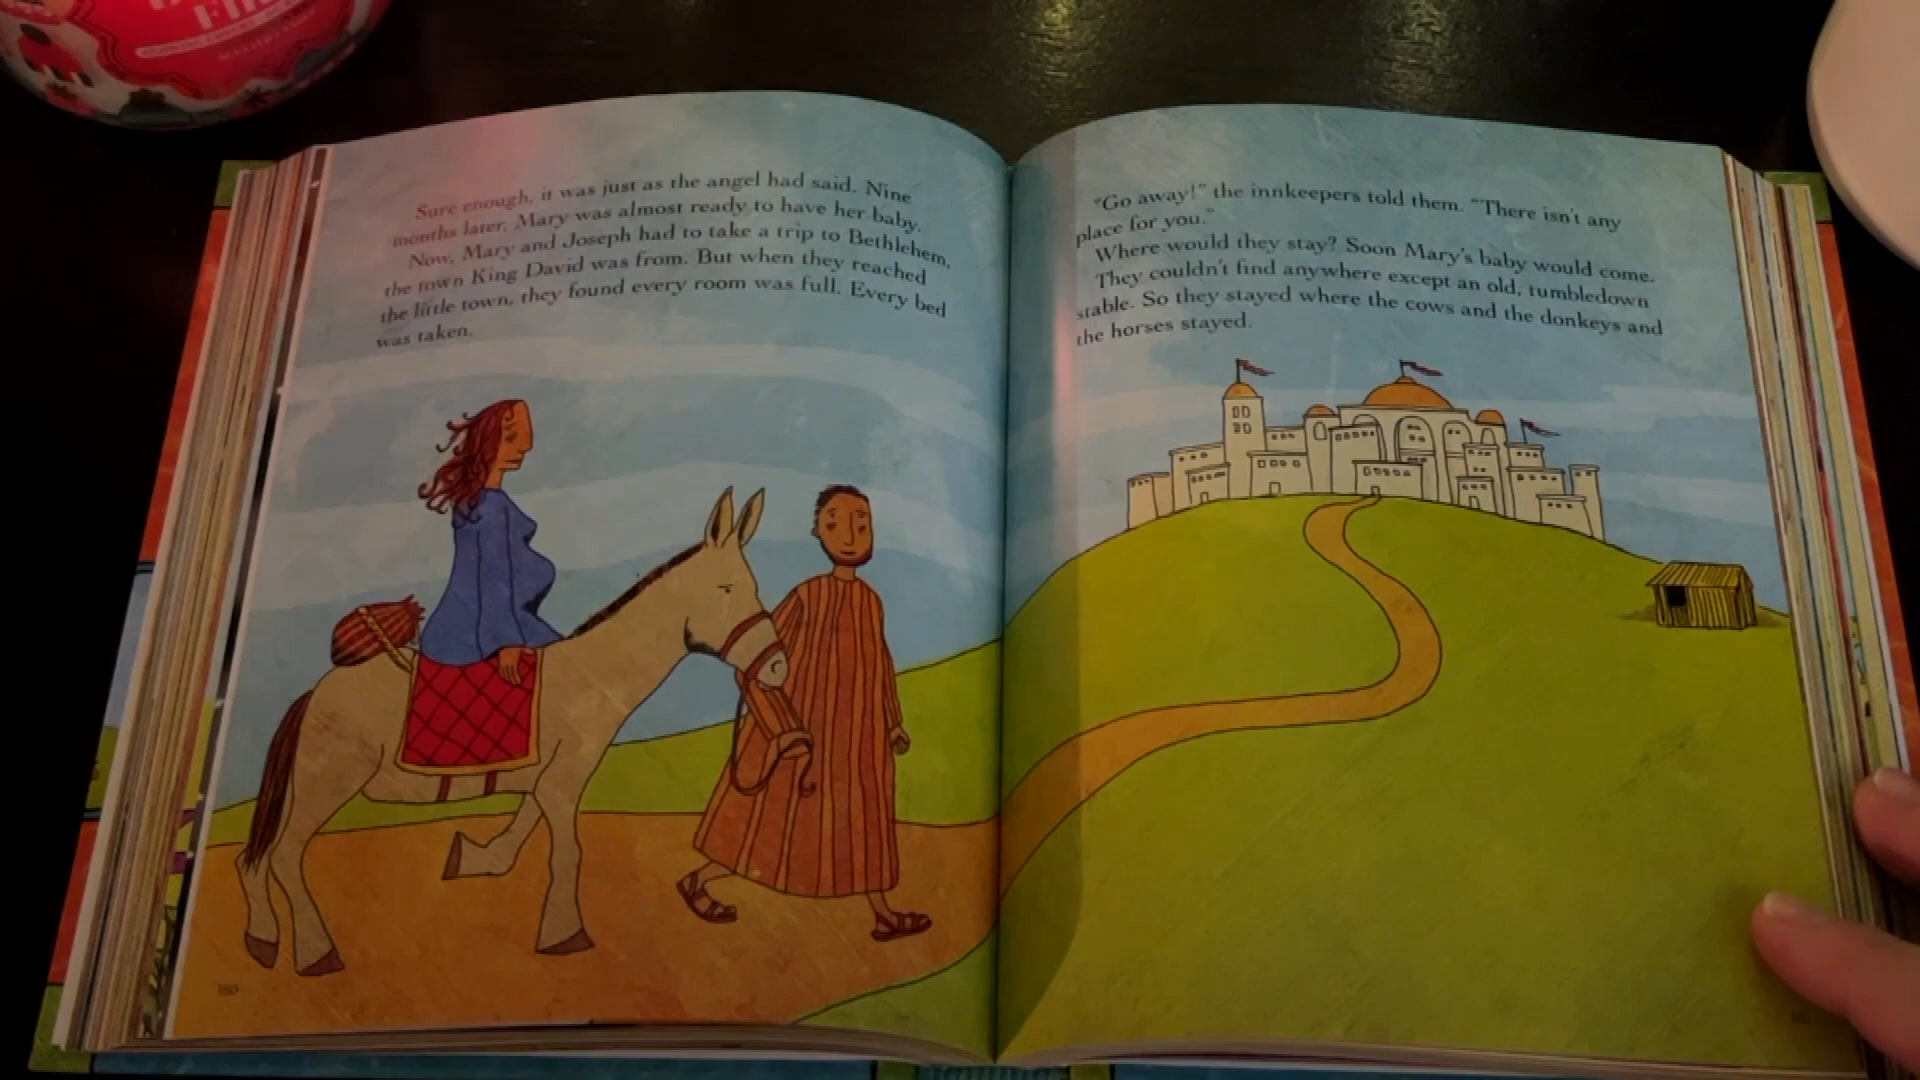 Sure enough, it was just as the angel had said. Nine
months later, Mary was almost ready to have her baby.
Now, Mary and Joseph had to take a trip to Bethlehem,
the town King David was from. But when they reached
the little town, they found every room was full. Every bed
was taken.
160
"Go away!" the innkeepers told them. "There isn't any
place for you."
Where would they stay? Soon Mary's baby would come.
They couldn't find anywhere except an old, tumbledown
stable. So they stayed where the cows and the donkeys and
the horses stayed.